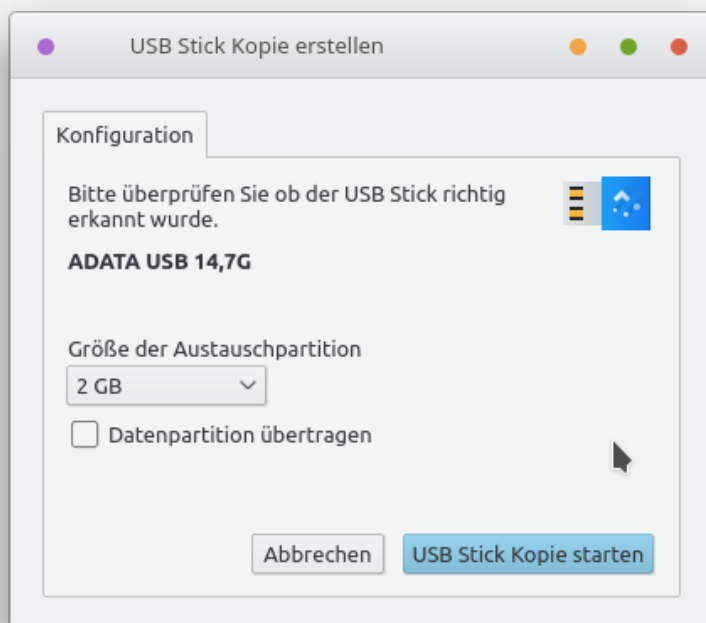 USB Stick Kopie erstellen
Konfiguration
Bitte überprüfen Sie ob der USB Stick richtig
erkannt wurde.
ADATA USB 14,7G
Größe der Austauschpartition
2 GB
Datenpartition übertragen
Abbrechen
USB Stick Kopie starten